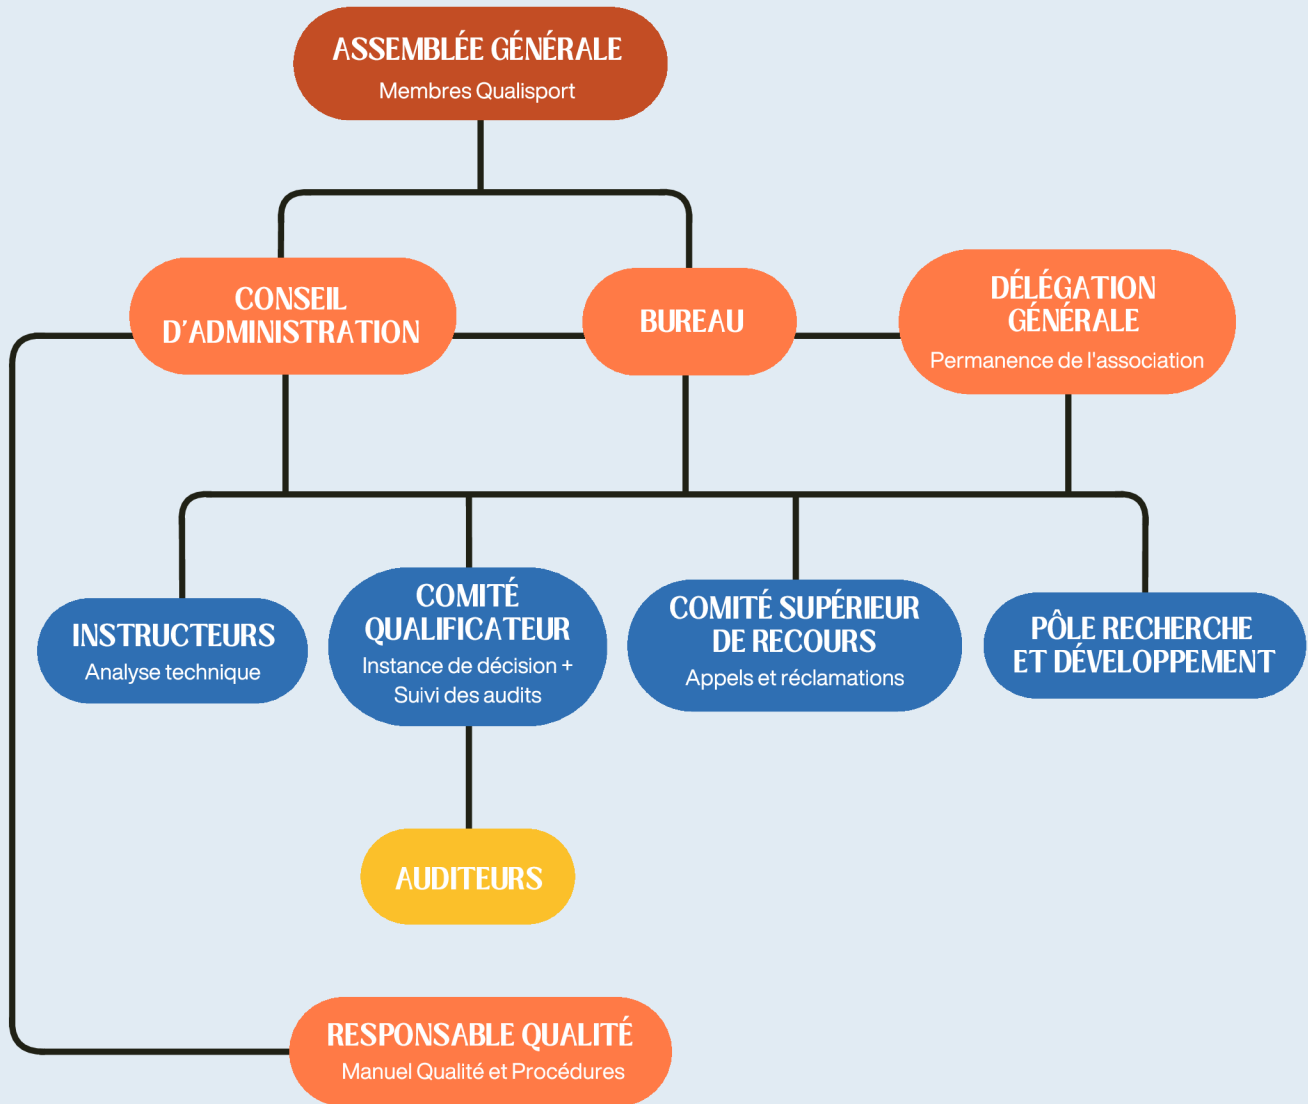 ASSEMBLÉE GÉNÉRALE
Membres Qualisport
CONSEIL
D'ADMINISTRATION
BUREAU
DÉLÉGATION
GÉNÉRALE
Permanence de l'association
INSTRUCTEURS
Analyse technique
COMITÉ
QUALIFICATEUR
Instance de décision +
Suivi des audits
COMITÉ SUPÉRIEUR
DE RECOURS
Appels et réclamations
PÔLE RECHERCHE
ET DÉVELOPPEMENT
AUDITEURS
RESPONSABLE QUALITÉ
Manuel Qualité et Procédures